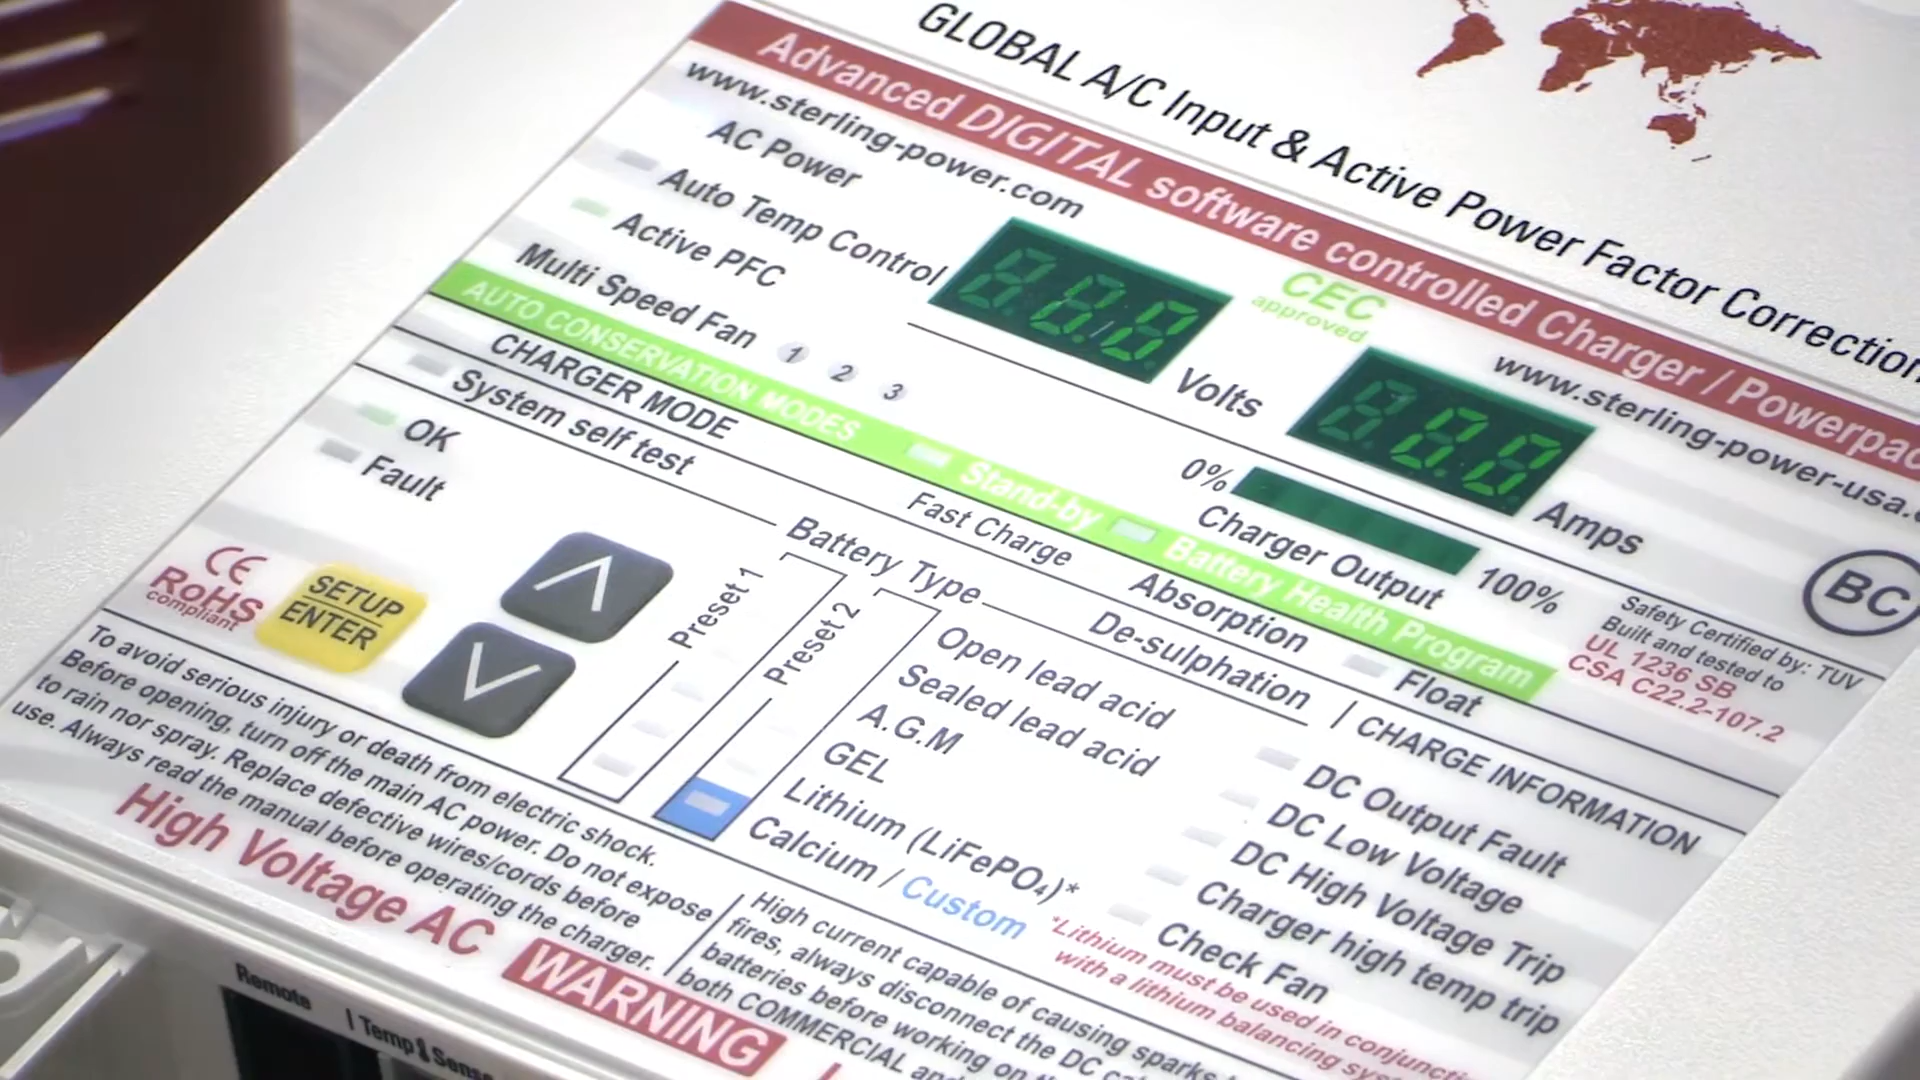 GLOBAL A/C Input & Active Power Factor Correction
Advanced DIGITAL software controlled Charger / Powerpac
www.sterling-power.com
www.sterling-power-usa.
AC Power
Auto Temp Control
Active PFC
Multi Speed Fan 1 2 3
Volts
CEC
approved
Amps
0%
100%
Charger Output
AUTO CONSERVATION MODES
Stand-by
Battery Health Program
CHARGER MODE
Fast Charge
Absorption
Float
System self test
De-sulphation
CHARGE INFORMATION
OK
Fault
BC
Safety Certified by: TUV
Built and tested to
UL 1236 SB
CSA C22.2-107.2
CE
RoHS
compliant
SETUP
ENTER
Battery Type
Preset 1
Preset 2
Open lead acid
Sealed lead acid
A.G.M
GEL
Lithium (LiFePO₄)*
Calcium / Custom
DC Output Fault
DC Low Voltage
DC High Voltage Trip
Charger high temp trip
Check Fan
*Lithium must be used in conjunct
with a lithium balancing sys
To avoid serious injury or death from electric shock.
Before opening, turn off the main AC power. Do not expose
to rain nor spray. Replace defective wires/cords before
use. Always read the manual before operating the charger.
High Voltage AC
WARNING
High current capable of causing sparks
fires, always disconnect the DC
batteries before working on
both COMMERCIAL and
Remote
Temp Sense